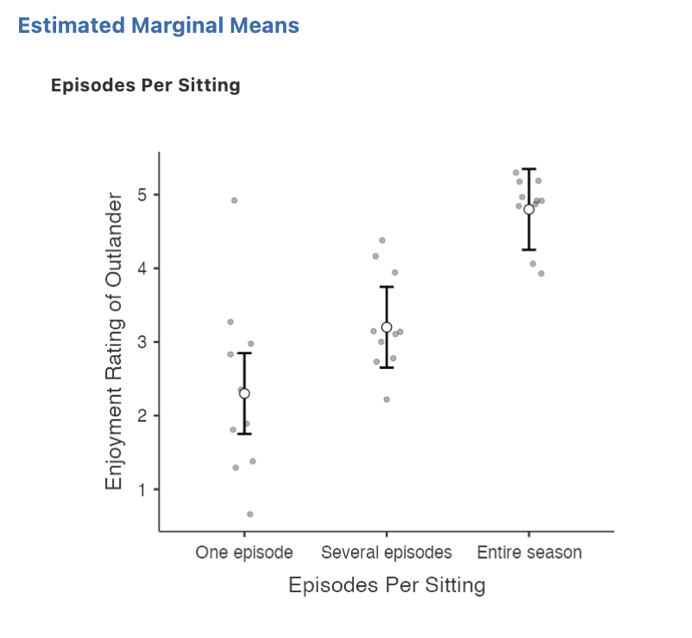 Estimated Marginal Means
Episodes Per Sitting
Enjoyment Rating of Outlander
5
4
3
2
1
One episode Several episodes Entire season
Episodes Per Sitting